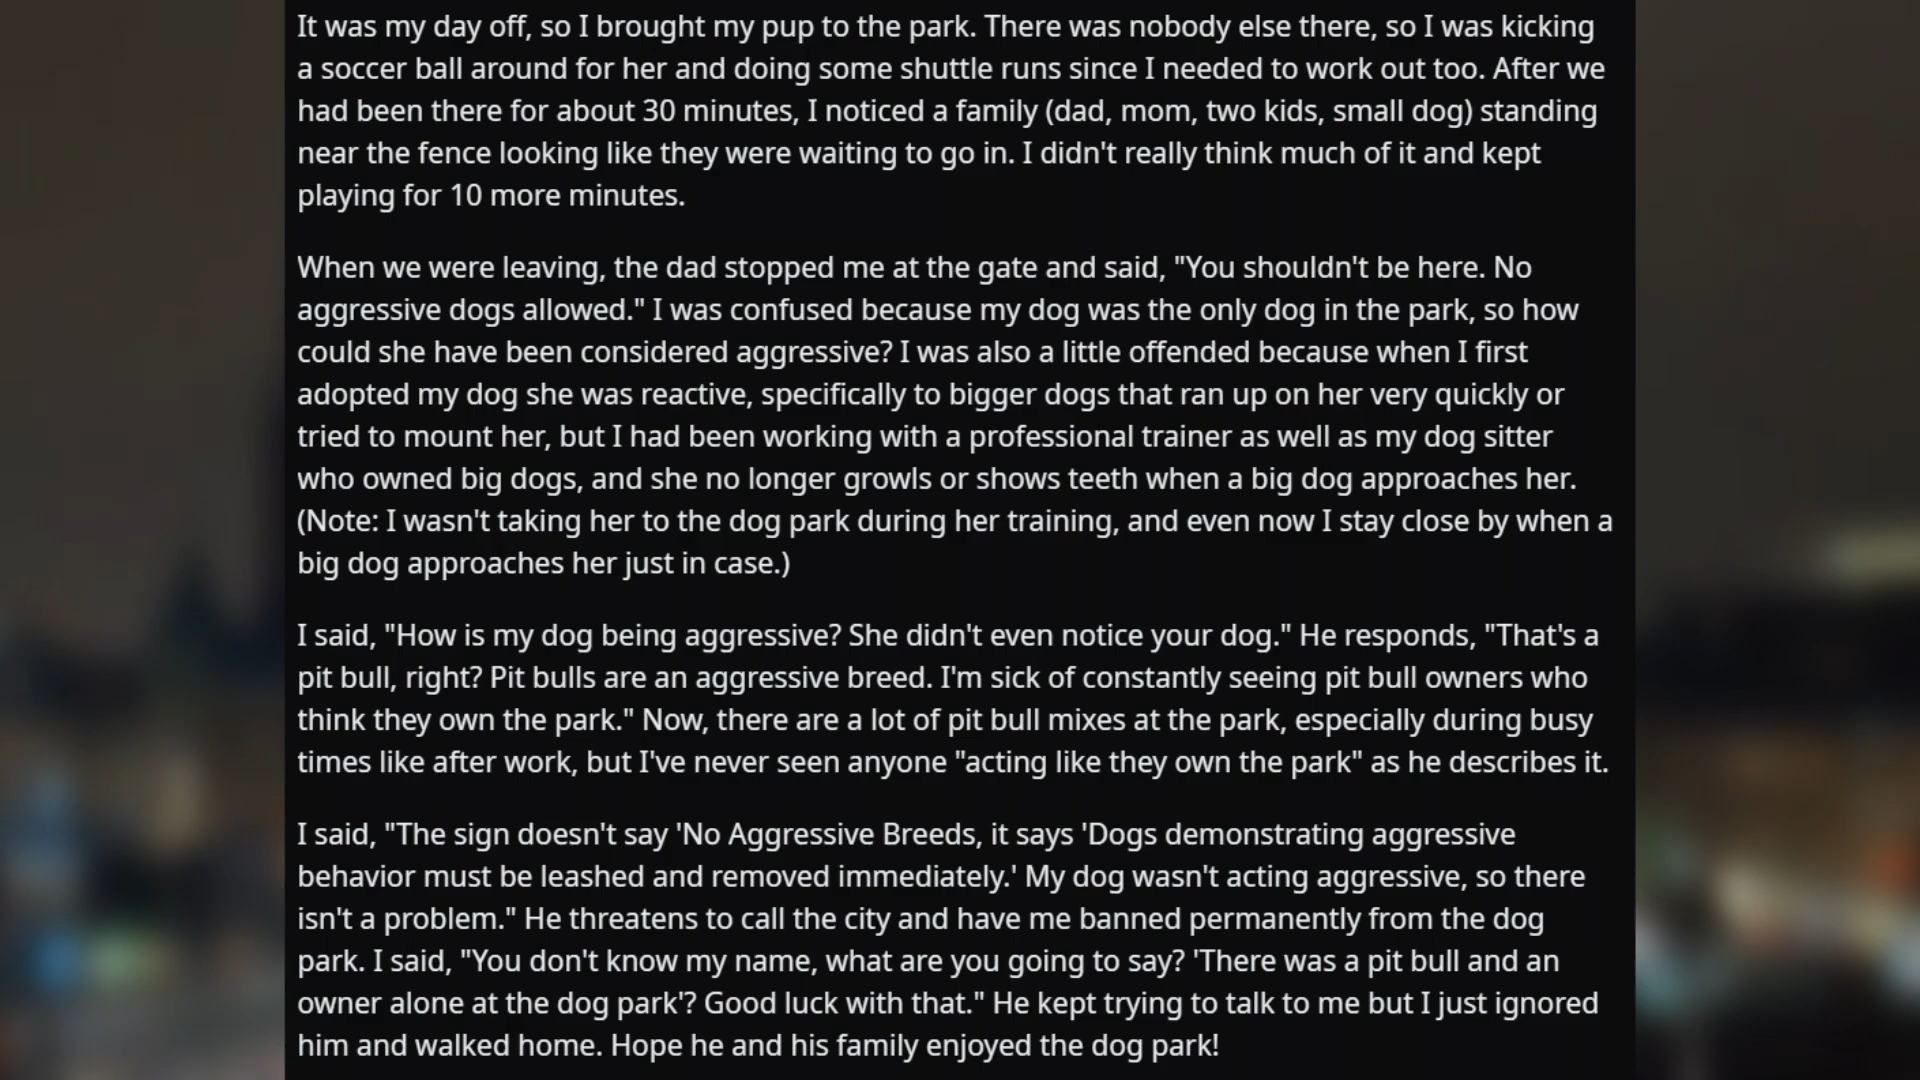 It was my day off, so I brought my pup to the park. There was nobody else there, so I was kicking
a soccer ball around for her and doing some shuttle runs since I needed to work out too. After we
had been there for about 30 minutes, I noticed a family (dad, mom, two kids, small dog) standing
near the fence looking like they were waiting to go in. I didn't really think much of it and kept
playing for 10 more minutes.
When we were leaving, the dad stopped me at the gate and said, "You shouldn't be here. No
aggressive dogs allowed." I was confused because my dog was the only dog in the park, so how
could she have been considered aggressive? I was also a little offended because when I first
adopted my dog she was reactive, specifically to bigger dogs that ran up on her very quickly or
tried to mount her, but I had been working with a professional trainer as well as my dog sitter
who owned big dogs, and she no longer growls or shows teeth when a big dog approaches her.
(Note: I wasn't taking her to the dog park during her training, and even now I stay close by when a
big dog approaches her just in case.)
I said, "How is my dog being aggressive? She didn't even notice your dog." He responds, "That's a
pit bull, right? Pit bulls are an aggressive breed. I'm sick of constantly seeing pit bull owners who
think they own the park." Now, there are a lot of pit bull mixes at the park, especially during busy
times like after work, but I've never seen anyone "acting like they own the park" as he describes it.
I said, "The sign doesn't say 'No Aggressive Breeds, it says 'Dogs demonstrating aggressive
behavior must be leashed and removed immediately.' My dog wasn't acting aggressive, so there
isn't a problem." He threatens to call the city and have me banned permanently from the dog
park. I said, "You don't know my name, what are you going to say? 'There was a pit bull and an
owner alone at the dog park'? Good luck with that." He kept trying to talk to me but I just ignored
him and walked home. Hope he and his family enjoyed the dog park!